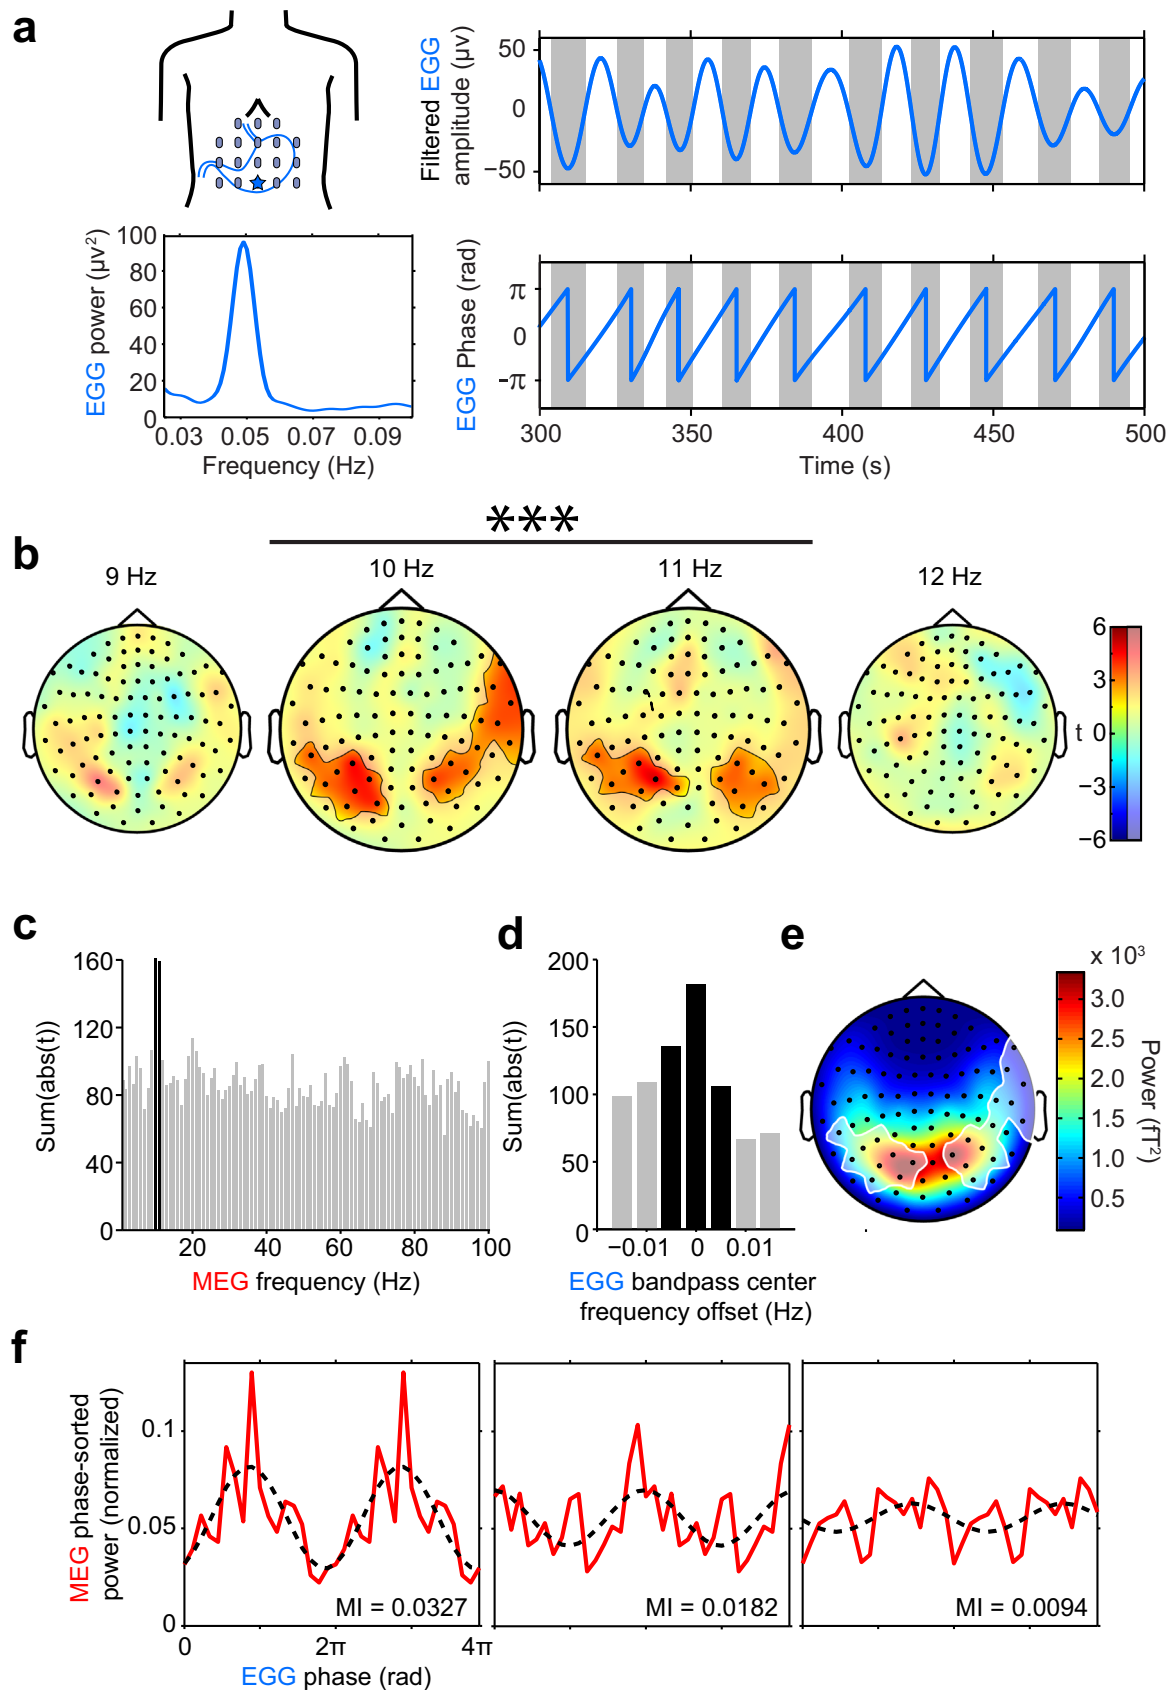 a
Filtered EGG
amplitude (µv)
50
0
−50
EGG power (µv²)
100
80
60
40
20
0
0.03 0.05 0.07 0.09
Frequency (Hz)
EGG Phase (rad)
π
0
-π
300 350 400 450 500
Time (s)
***
b
9 Hz
10 Hz
11 Hz
12 Hz
6
3
t 0
−3
−6
c
Sum(abs(t))
160
120
80
40
0
20 40 60 80 100
MEG frequency (Hz)
d
Sum(abs(t))
200
150
100
50
0
−0.01 0 0.01
EGG bandpass center
frequency offset (Hz)
e
x 10³
3.0
2.5
2.0
1.5
1.0
0.5
Power (fT²)
f
MEG phase-sorted
power (normalized)
0.1
0.05
0
MI = 0.0327
MI = 0.0182
MI = 0.0094
0 2π 4π
EGG phase (rad)